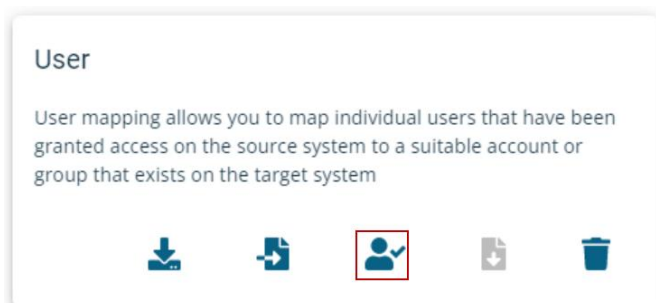 User
User mapping allows you to map individual users that have been
granted access on the source system to a suitable account or
group that exists on the target system